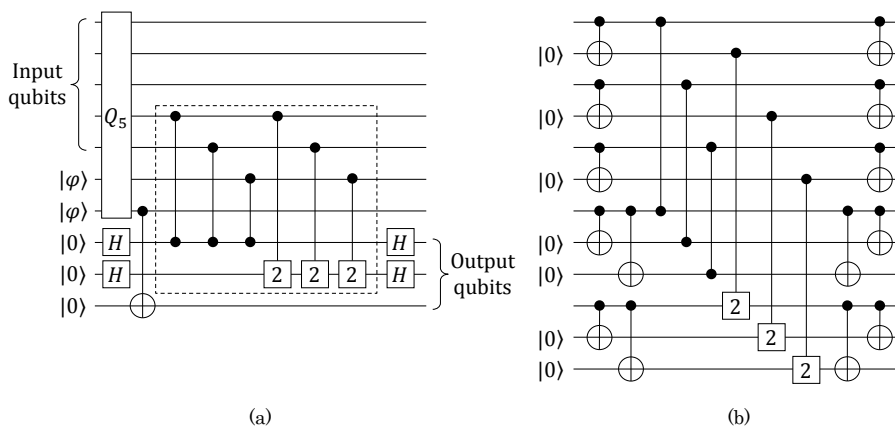 Input
qubits
Q₅
|φ⟩
|φ⟩
|0⟩ H H
|0⟩ H 2 2 2 H
|0⟩
Output
qubits
(a)
|0⟩
|0⟩
|0⟩
|0⟩
|0⟩
2
|0⟩ 2
|0⟩ 2
(b)